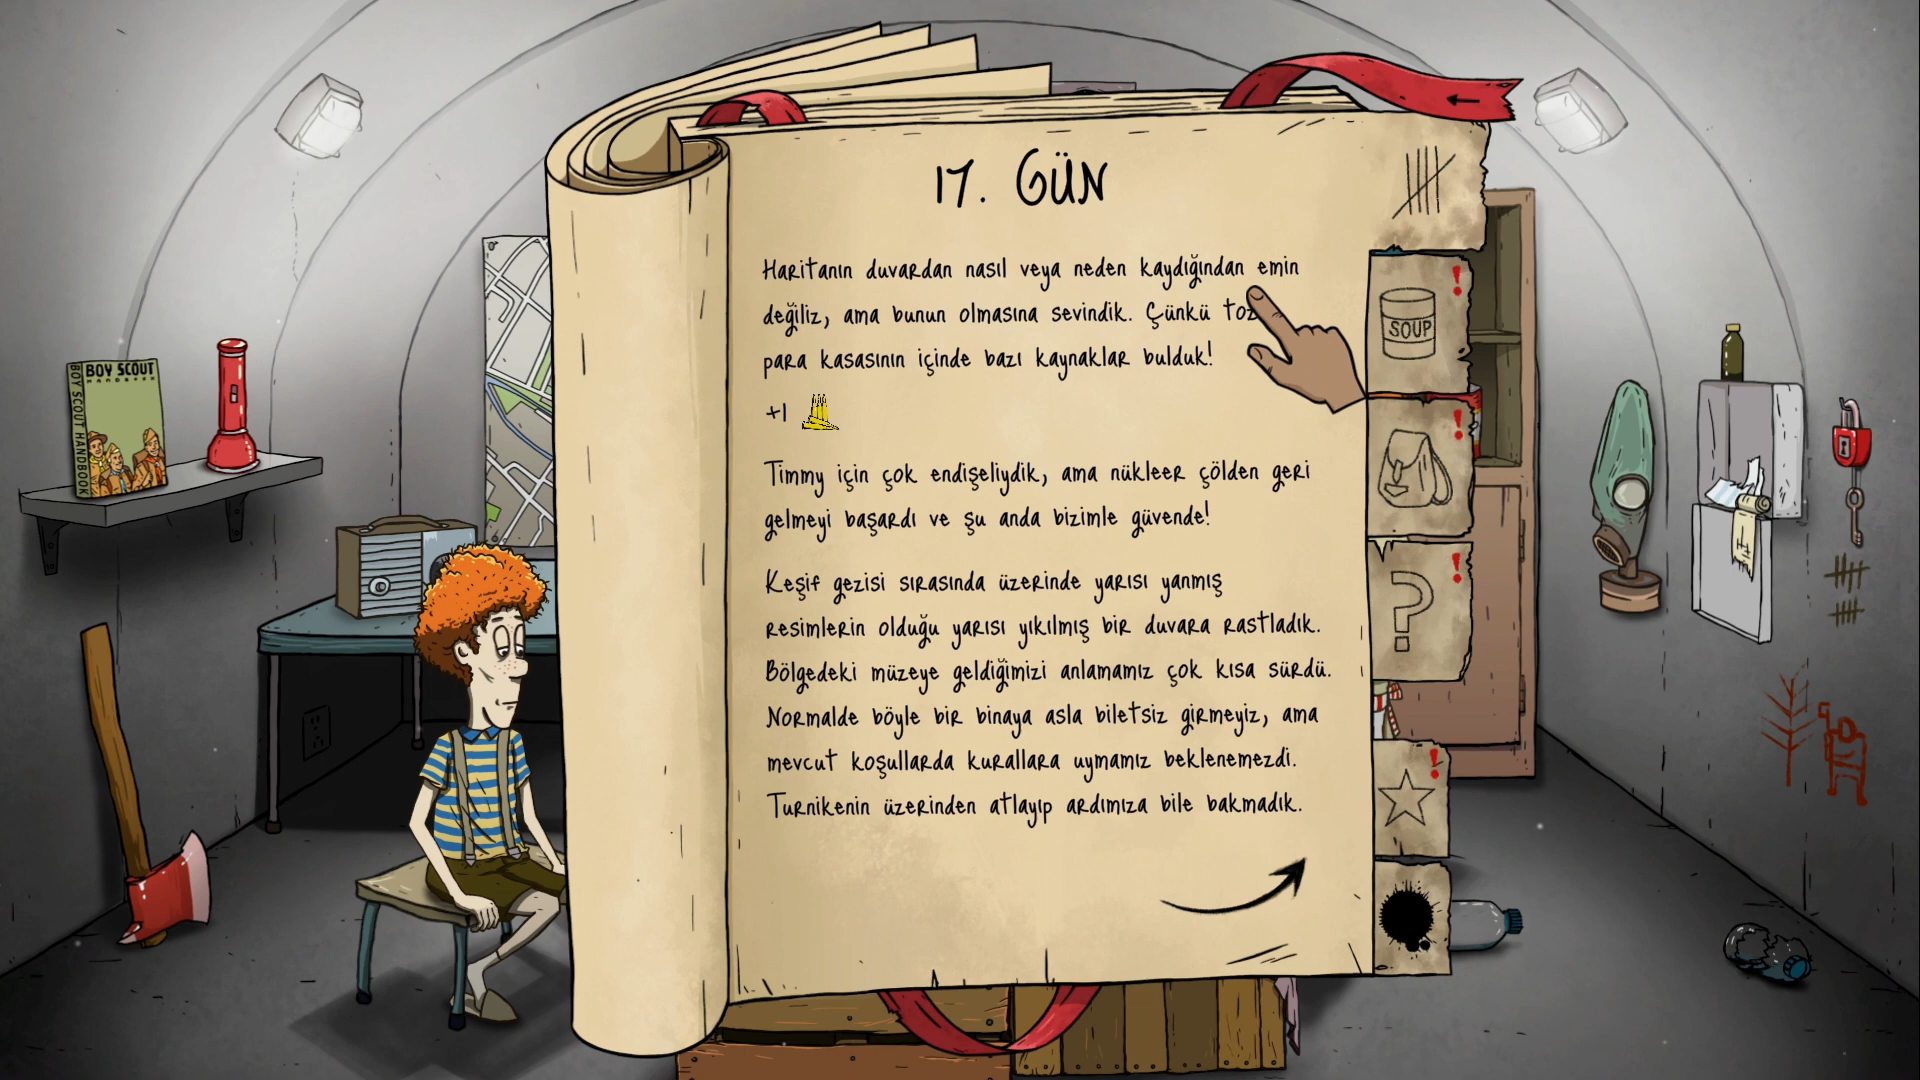 17. GÜN
Haritanın duvardan nasıl veya neden kaydığından emin
değiliz, ama bunun olmasına sevindik. Çünkü
para kasasının içinde bazı kaynaklar bulduk!
+1
Timmy için çok endişeliydik, ama nükleer çölden geri
gelmeyi başardı ve şu anda bizimle güvende!
Keşif gezisi sırasında üzerinde yarısı yanmış
resimlerin olduğu yarısı yıkılmış bir duvara rastladık.
Bölgedeki müzeye geldiğimizi anlamamız çok kısa sürdü.
Normalde böyle bir binaya asla biletsiz girmeyiz, ama
mevcut koşullarda kurallara uymamız beklenemezdi.
Turnikenin üzerinden atlayıp ardımıza bile bakmadık.
!
SOUP
!
!
?
!
BOY SCOUT
HANDBOOK
BOY SCOUT HANDBOOK